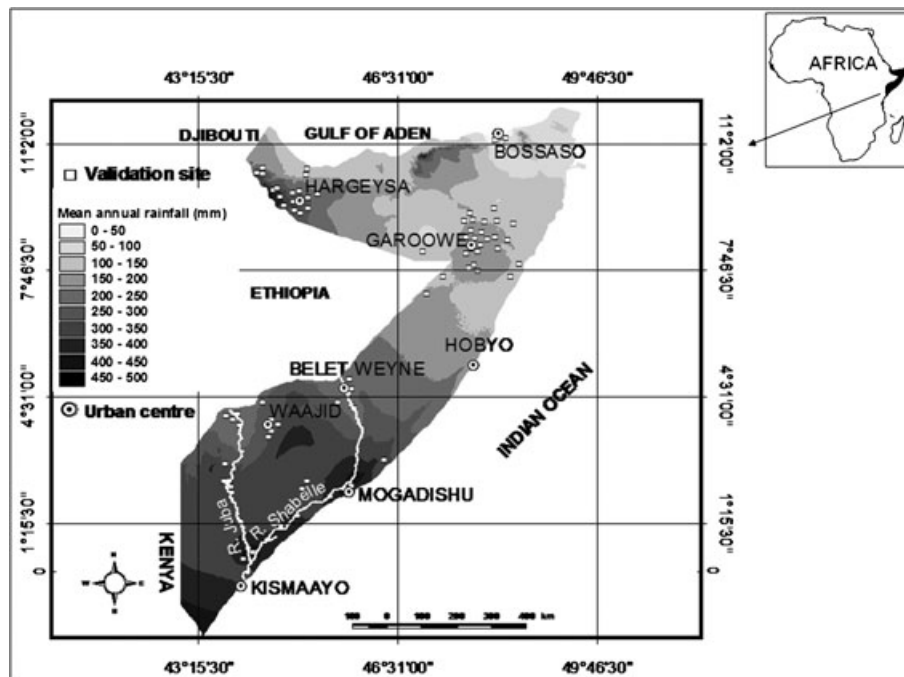 AFRICA
43°15'30" 46°31'00" 49°46'30"
DJIBOUTI GULF OF ADEN
BOSSASO
11°2'00" 11°2'00"
Validation site
HARGEYSA
Mean annual rainfall (mm)
0 - 50
50 - 100
100 - 150
150 - 200
200 - 250
250 - 300
300 - 350
350 - 400
400 - 450
450 - 500
GAROOWE
7°46'30" 7°46'30"
ETHIOPIA
HOBYO
BELET WEYNE
4°31'00" 4°31'00"
Urban centre
WAAJID
INDIAN OCEAN
MOGADISHU
R. Juba
R. Shabelle
1°15'30" 1°15'30"
KENYA
0 0
N
W E
S
KISMAAYO
100 0 100 200 300 400 km
43°15'30" 46°31'00" 49°46'30"